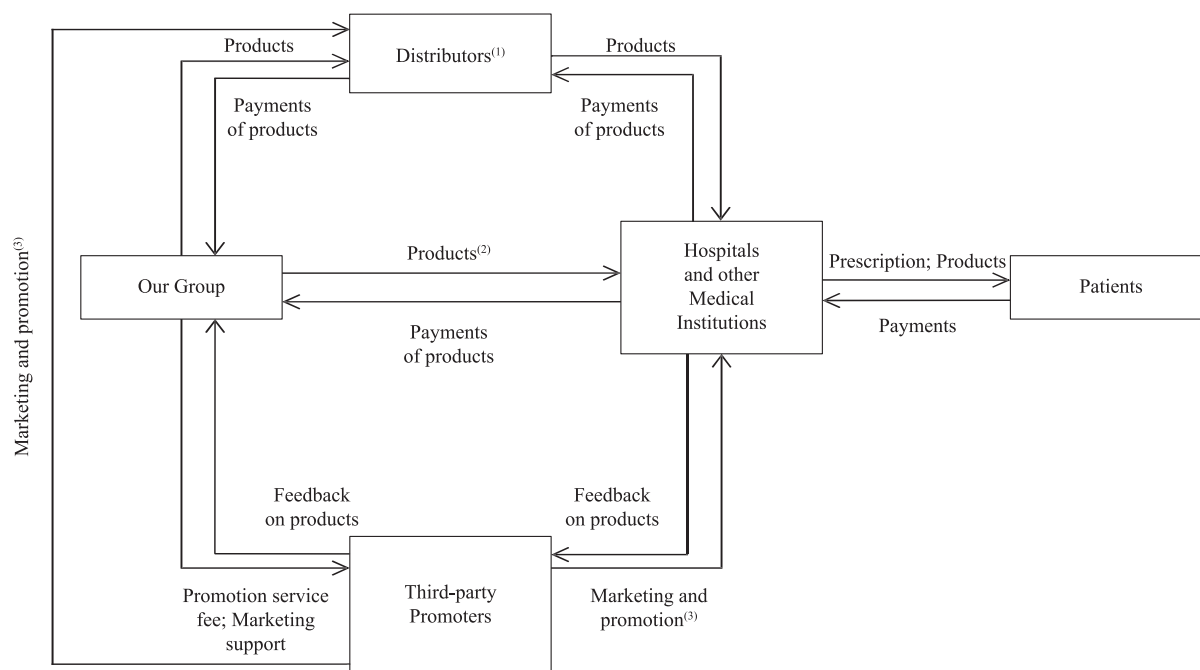 Products
Distributors(1)
Products
Payments
of products
Payments
of products
Marketing and promotion(3)
Our Group
Products(2)
Payments
of products
Hospitals
and other
Medical
Institutions
Prescription; Products
Payments
Patients
Feedback
on products
Feedback
on products
Promotion service
fee; Marketing
support
Third-party
Promoters
Marketing and
promotion(3)